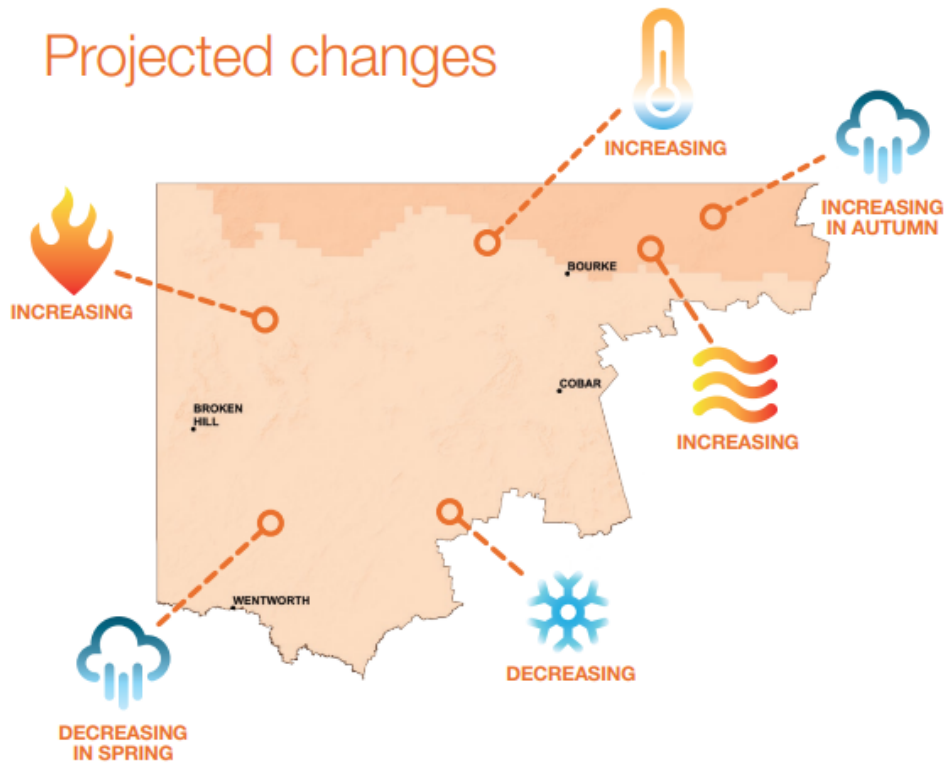 Projected changes
INCREASING
INCREASING
IN AUTUMN
INCREASING
BOURKE
COBAR
BROKEN
HILL
INCREASING
WENTWORTH
DECREASING
DECREASING
IN SPRING